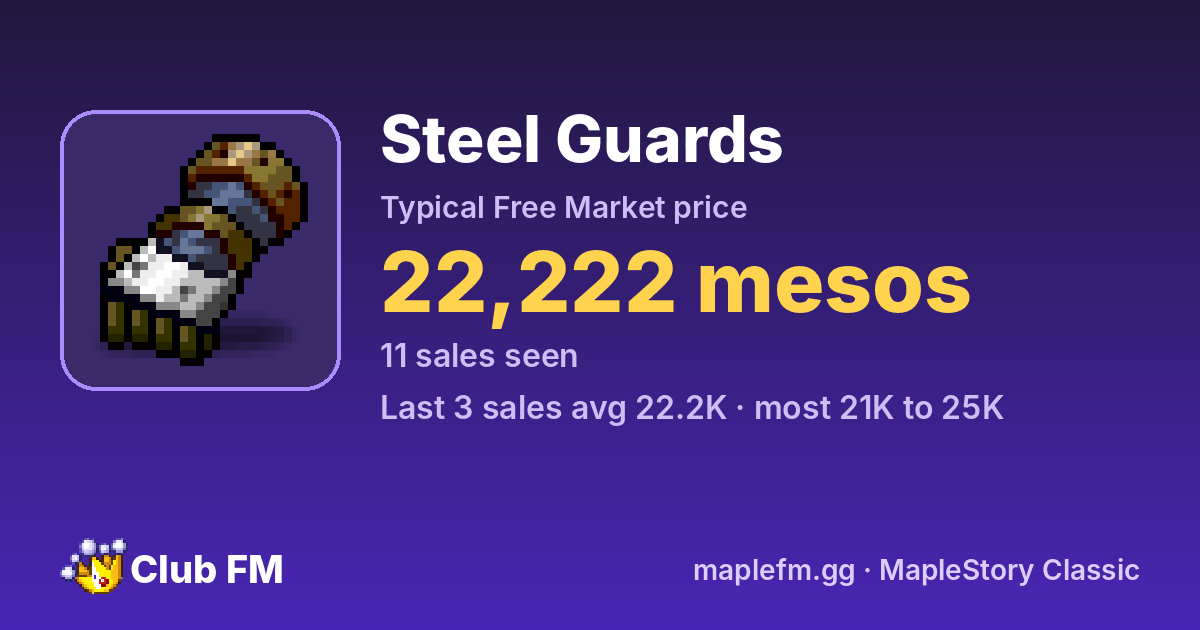 Steel Guards
Typical Free Market price
22,222 mesos
11 sales seen
Last 3 sales avg 22.2K · most 21K to 25K
Club FM
maplefm.gg · MapleStory Classic